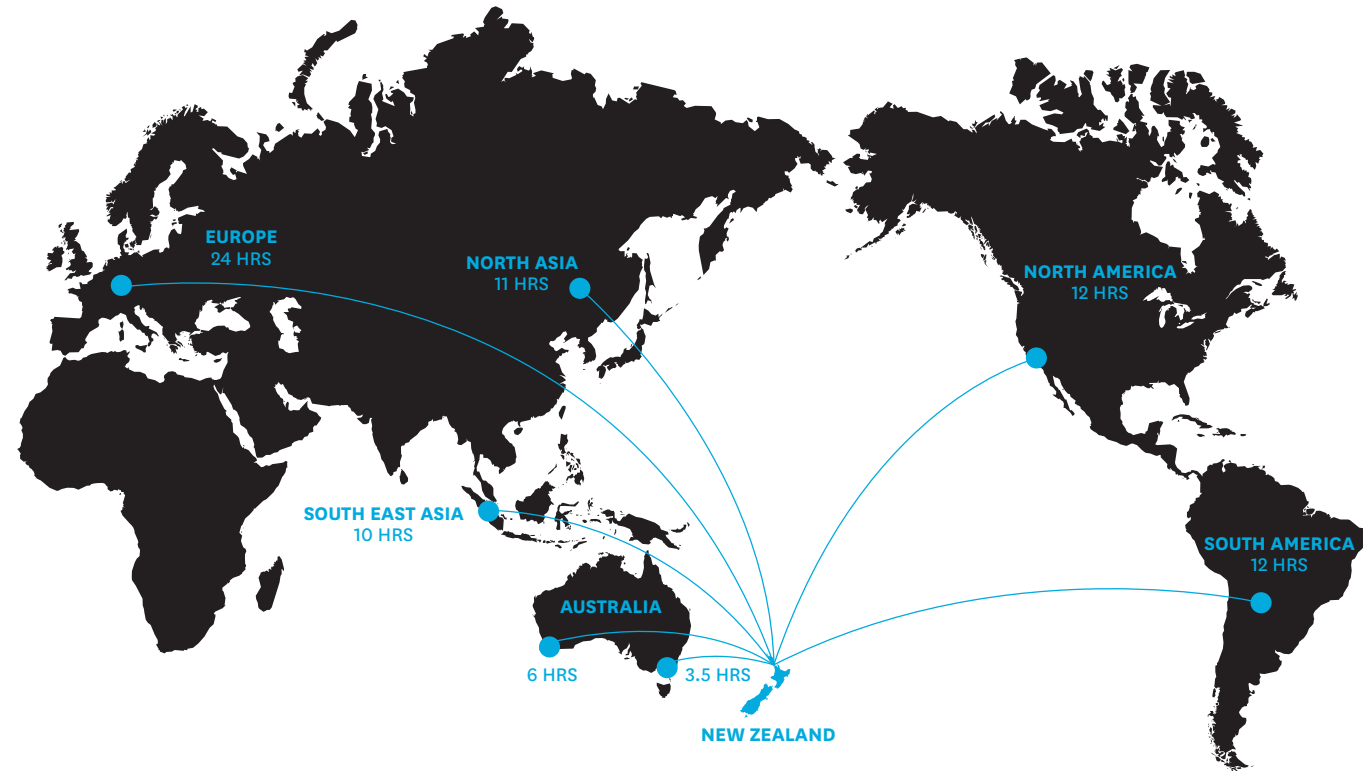 EUROPE
24 HRS
NORTH ASIA
11 HRS
NORTH AMERICA
12 HRS
SOUTH EAST ASIA
10 HRS
SOUTH AMERICA
12 HRS
AUSTRALIA
6 HRS
3.5 HRS
NEW ZEALAND